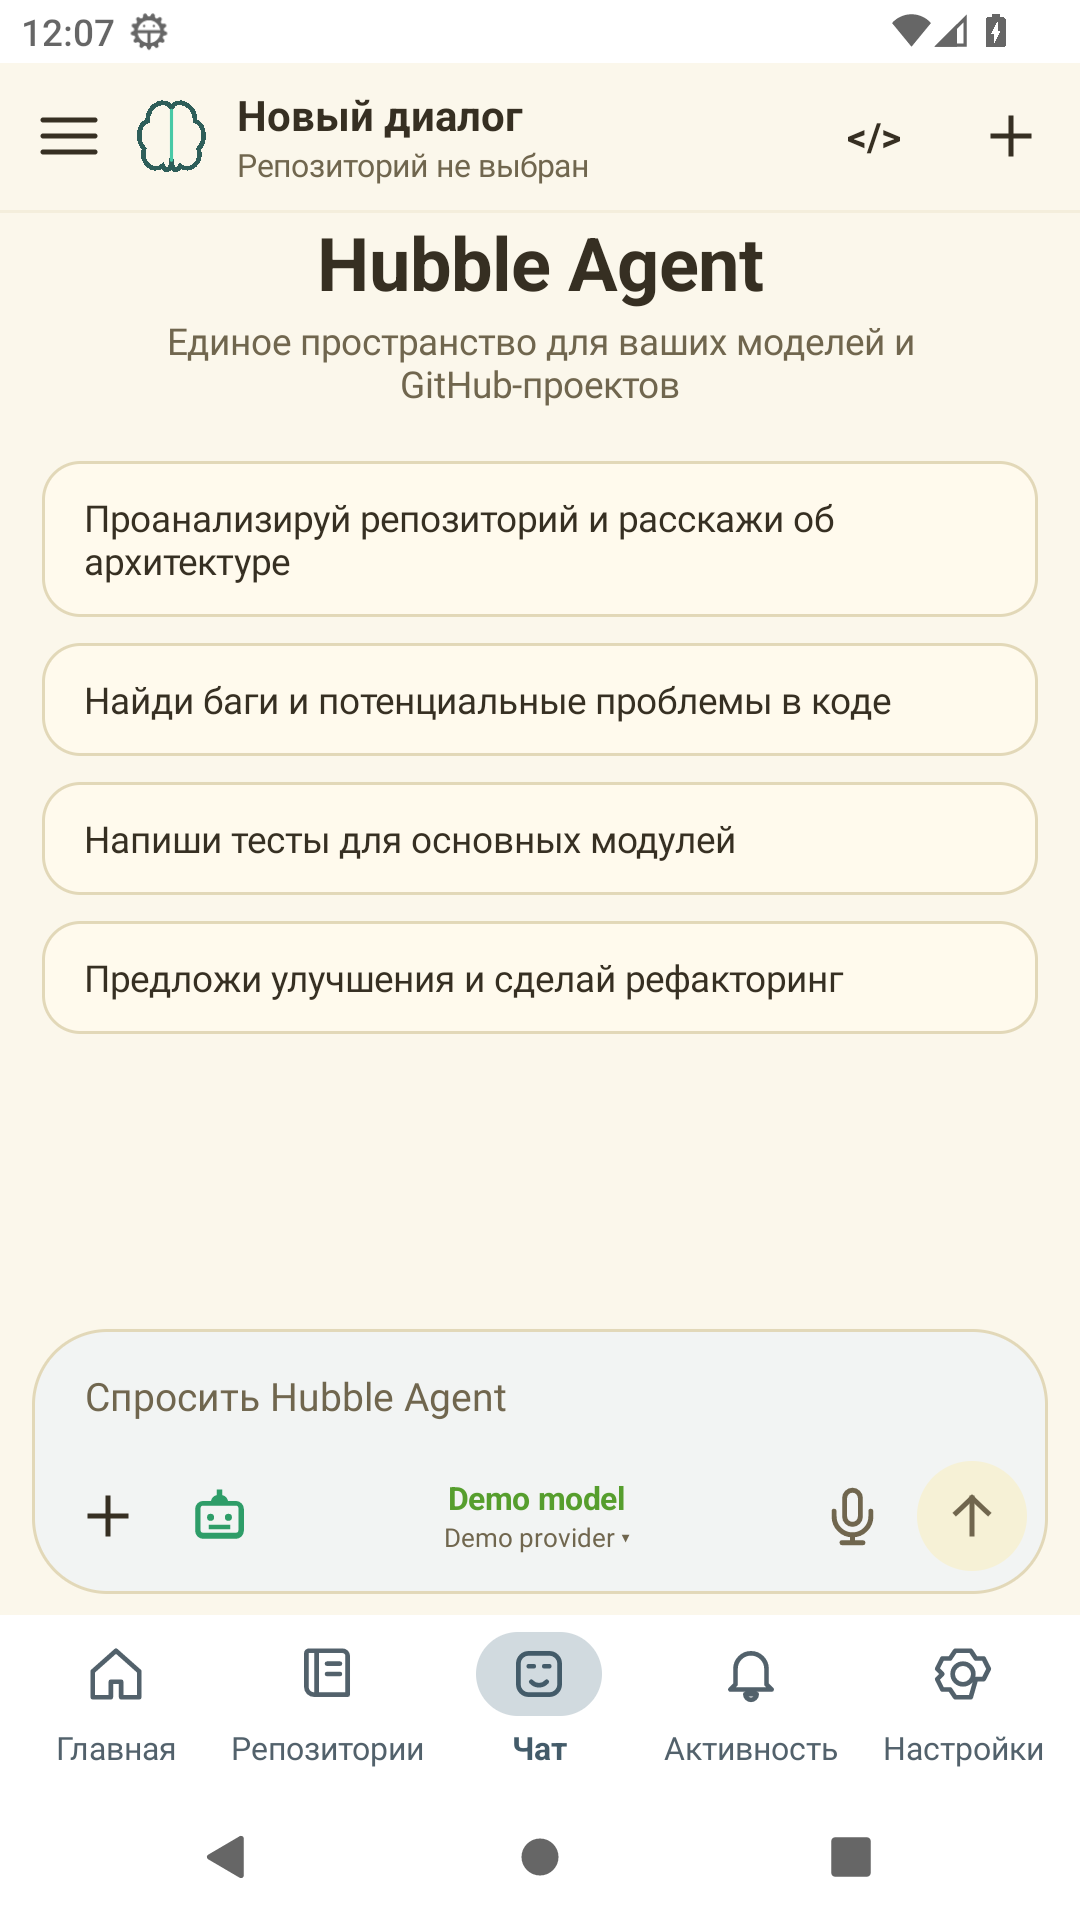 12:07
Новый диалог
Репозиторий не выбран
</>
Hubble Agent
Единое пространство для ваших моделей и
GitHub-проектов
Проанализируй репозиторий и расскажи об
архитектуре
Найди баги и потенциальные проблемы в коде
Напиши тесты для основных модулей
Предложи улучшения и сделай рефакторинг
Спросить Hubble Agent
Demo model
Demo provider ▾
Главная
Репозитории
Чат
Активность
Настройки